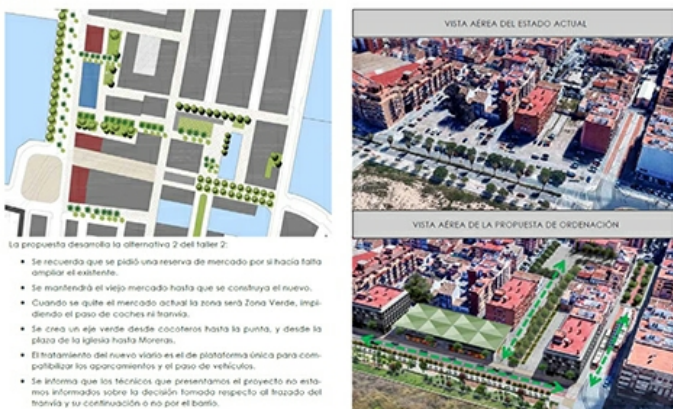 La propuesta desarrolla la alternativa 2 del taller 2:
• Se recuerda que se pidió una reserva de mercado por si hacía falta
ampliar el existente.
• Se mantendrá el viejo mercado hasta que se construya el nuevo.
• Cuando se quite el mercado actual la zona será Zona Verde, impi-
diendo el paso de coches ni tranvía.
• Se crea un eje verde desde cocoteros hasta la punta, y desde la
plaza de la iglesia hasta Moreras.
• El tratamiento del nuevo viario es el de plataforma única para com-
patibilizar los aparcamientos y el paso de vehículos.
• Se informa que los técnicos que presentamos el proyecto no esta-
mos informados sobre la decisión tomada respecto al trazado del
tranvía y su continuación o no por el barrio.
VISTA AÉREA DEL ESTADO ACTUAL
VISTA AÉREA DE LA PROPUESTA DE ORDENACIÓN